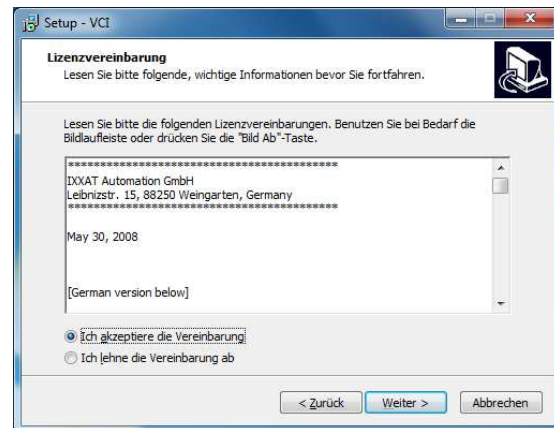 Setup - VCI
Lizenzvereinbarung
Lesen Sie bitte folgende, wichtige Informationen bevor Sie fortfahren.
Lesen Sie bitte die folgenden Lizenzvereinbarungen. Benutzen Sie bei Bedarf die
Bildlaufleiste oder drücken Sie die "Bild Ab"-Taste.
******************************************
IXXAT Automation GmbH
Leibnizstr. 15, 88250 Weingarten, Germany
******************************************
May 30, 2008
[German version below]
Ich akzeptiere die Vereinbarung
Ich lehne die Vereinbarung ab
< Zurück
Weiter >
Abbrechen